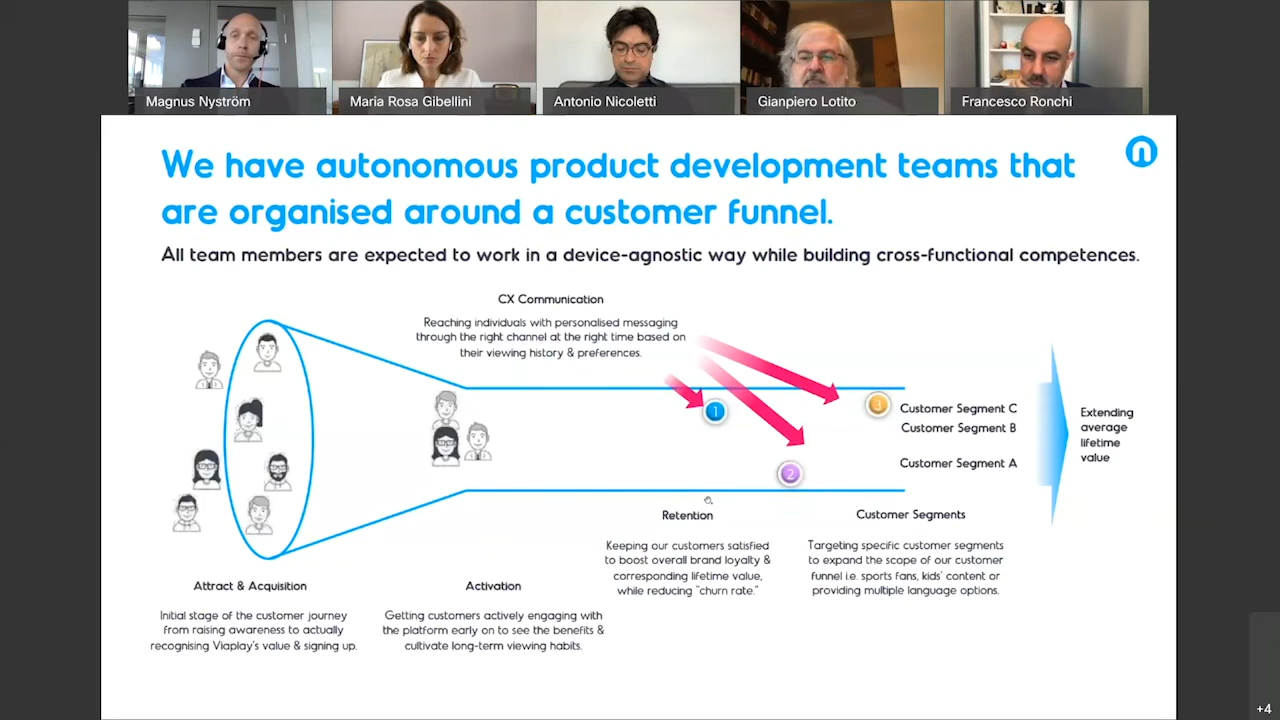 Magnus Nyström
Maria Rosa Gibellini
Antonio Nicoletti
Gianpiero Lotito
Francesco Ronchi
We have autonomous product development teams that
are organised around a customer funnel.
All team members are expected to work in a device-agnostic way while building cross-functional competences.
CX Communication
Reaching individuals with personalised messaging
through the right channel at the right time based on
their viewing history & preferences.
1
2
3
Customer Segment C
Customer Segment B
Customer Segment A
Extending
average
lifetime
value
Retention
Keeping our customers satisfied
to boost overall brand loyalty &
corresponding lifetime value,
while reducing "churn rate."
Customer Segments
Targeting specific customer segments
to expand the scope of our customer
funnel i.e. sports fans, kids' content or
providing multiple language options.
Attract & Acquisition
Initial stage of the customer journey
from raising awareness to actually
recognising Viaplay's value & signing up.
Activation
Getting customers actively engaging with
the platform early on to see the benefits &
cultivate long-term viewing habits.
+4